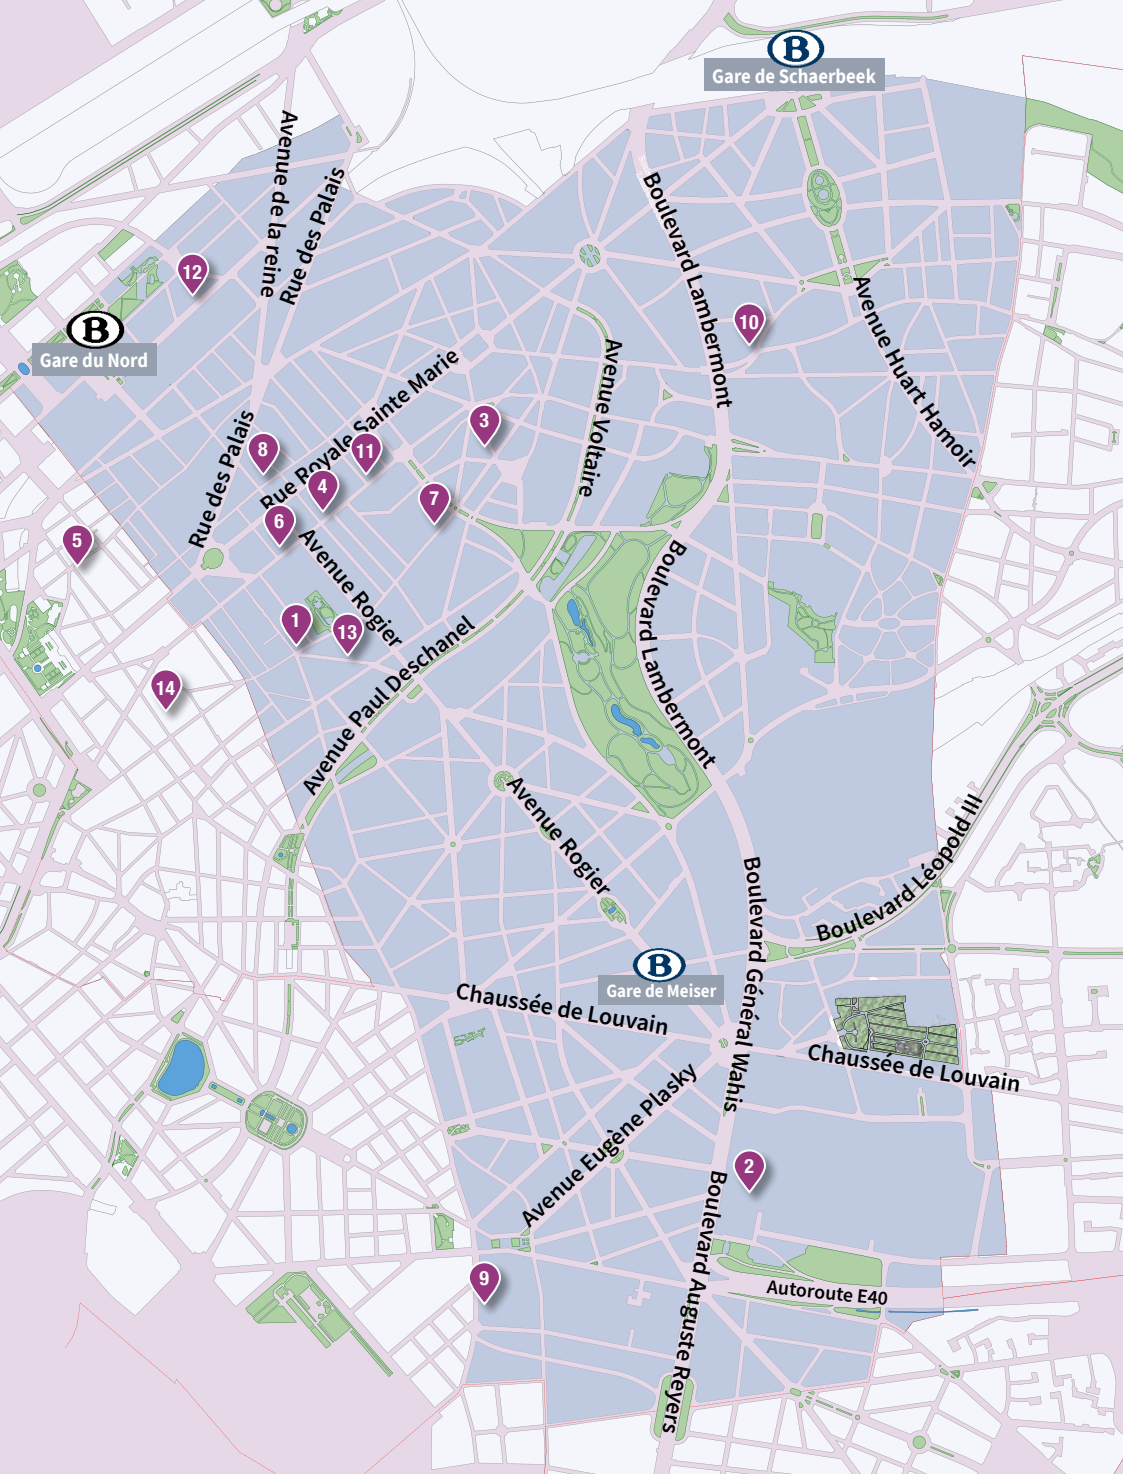 B
Gare de Schaerbeek
Avenue de la reine
Rue des Palais
Boulevard Lambermont
12
B
Gare du Nord
10
Avenue Huart Hamoir
Avenue Voltaire
Rue Royale Sainte Marie
3
Rue des Palais
8
11
4
7
6
5
Avenue Rogier
Boulevard Lambermont
1
13
14
Avenue Paul Deschanel
Avenue Rogier
Boulevard Léopold III
Boulevard Général Wahis
B
Gare de Meiser
Chaussée de Louvain
Chaussée de Louvain
Avenue Eugène Plasky
2
Boulevard Auguste Reyers
9
Autoroute E40